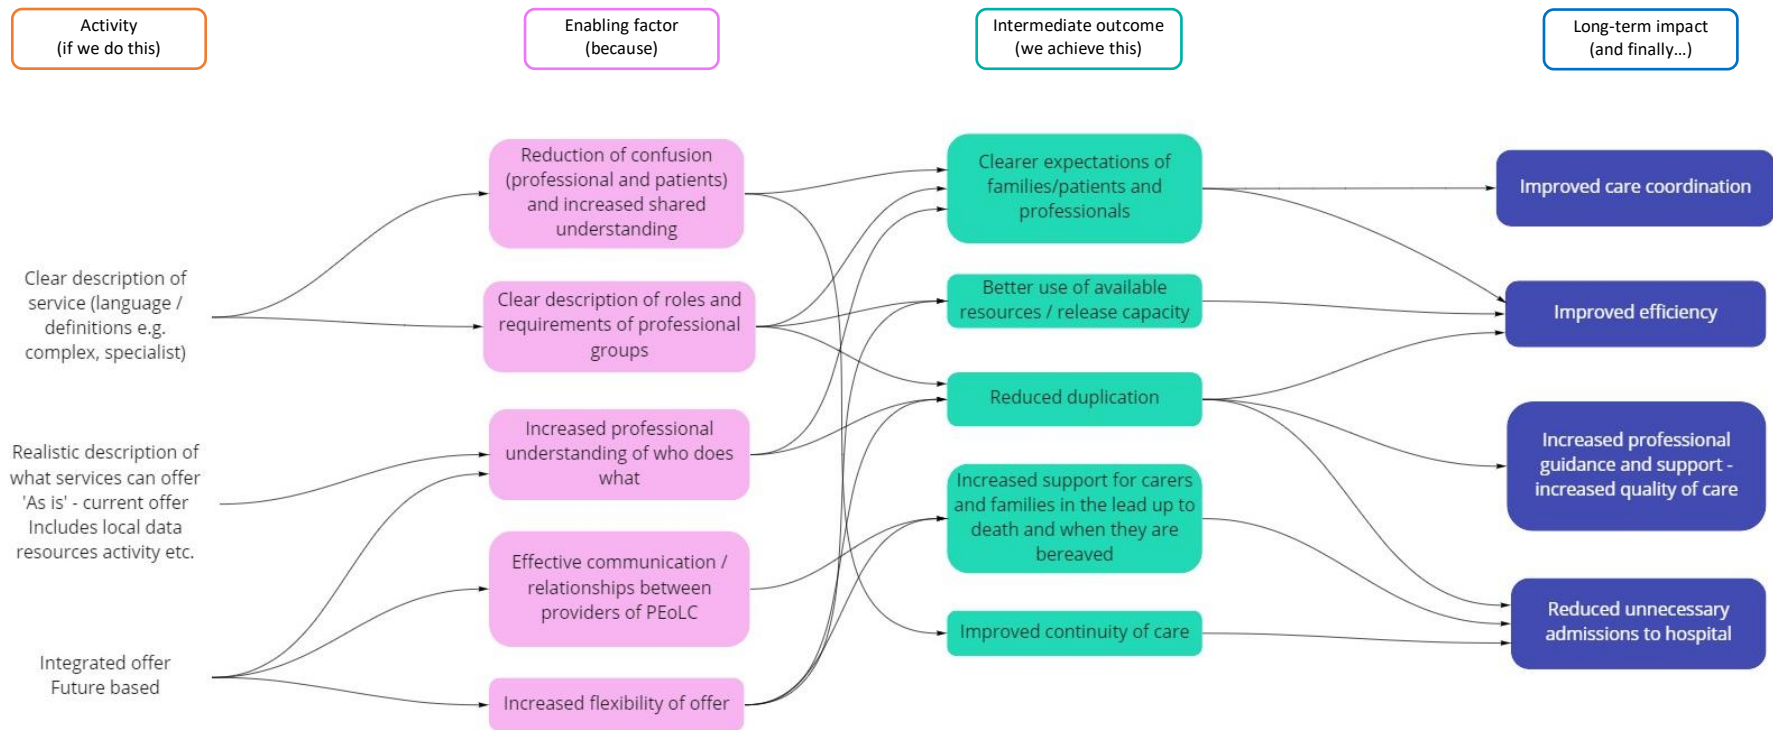 Activity
(if we do this)
Enabling factor
(because)
Intermediate outcome
(we achieve this)
Long-term impact
(and finally…)
Clear description of
service (language /
definitions e.g.
complex, specialist)
Realistic description of
what services can offer
'As is' - current offer
Includes local data
resources activity etc.
Integrated offer
Future based
Reduction of confusion
(professional and patients)
and increased shared
understanding
Clear description of roles and
requirements of professional
groups
Increased professional
understanding of who does
what
Effective communication /
relationships between
providers of PEoLC
Increased flexibility of offer
Clearer expectations of
families/patients and
professionals
Better use of available
resources / release capacity
Reduced duplication
Increased support for carers
and families in the lead up to
death and when they are
bereaved
Improved continuity of care
Improved care coordination
Improved efficiency
Increased professional
guidance and support -
increased quality of care
Reduced unnecessary
admissions to hospital